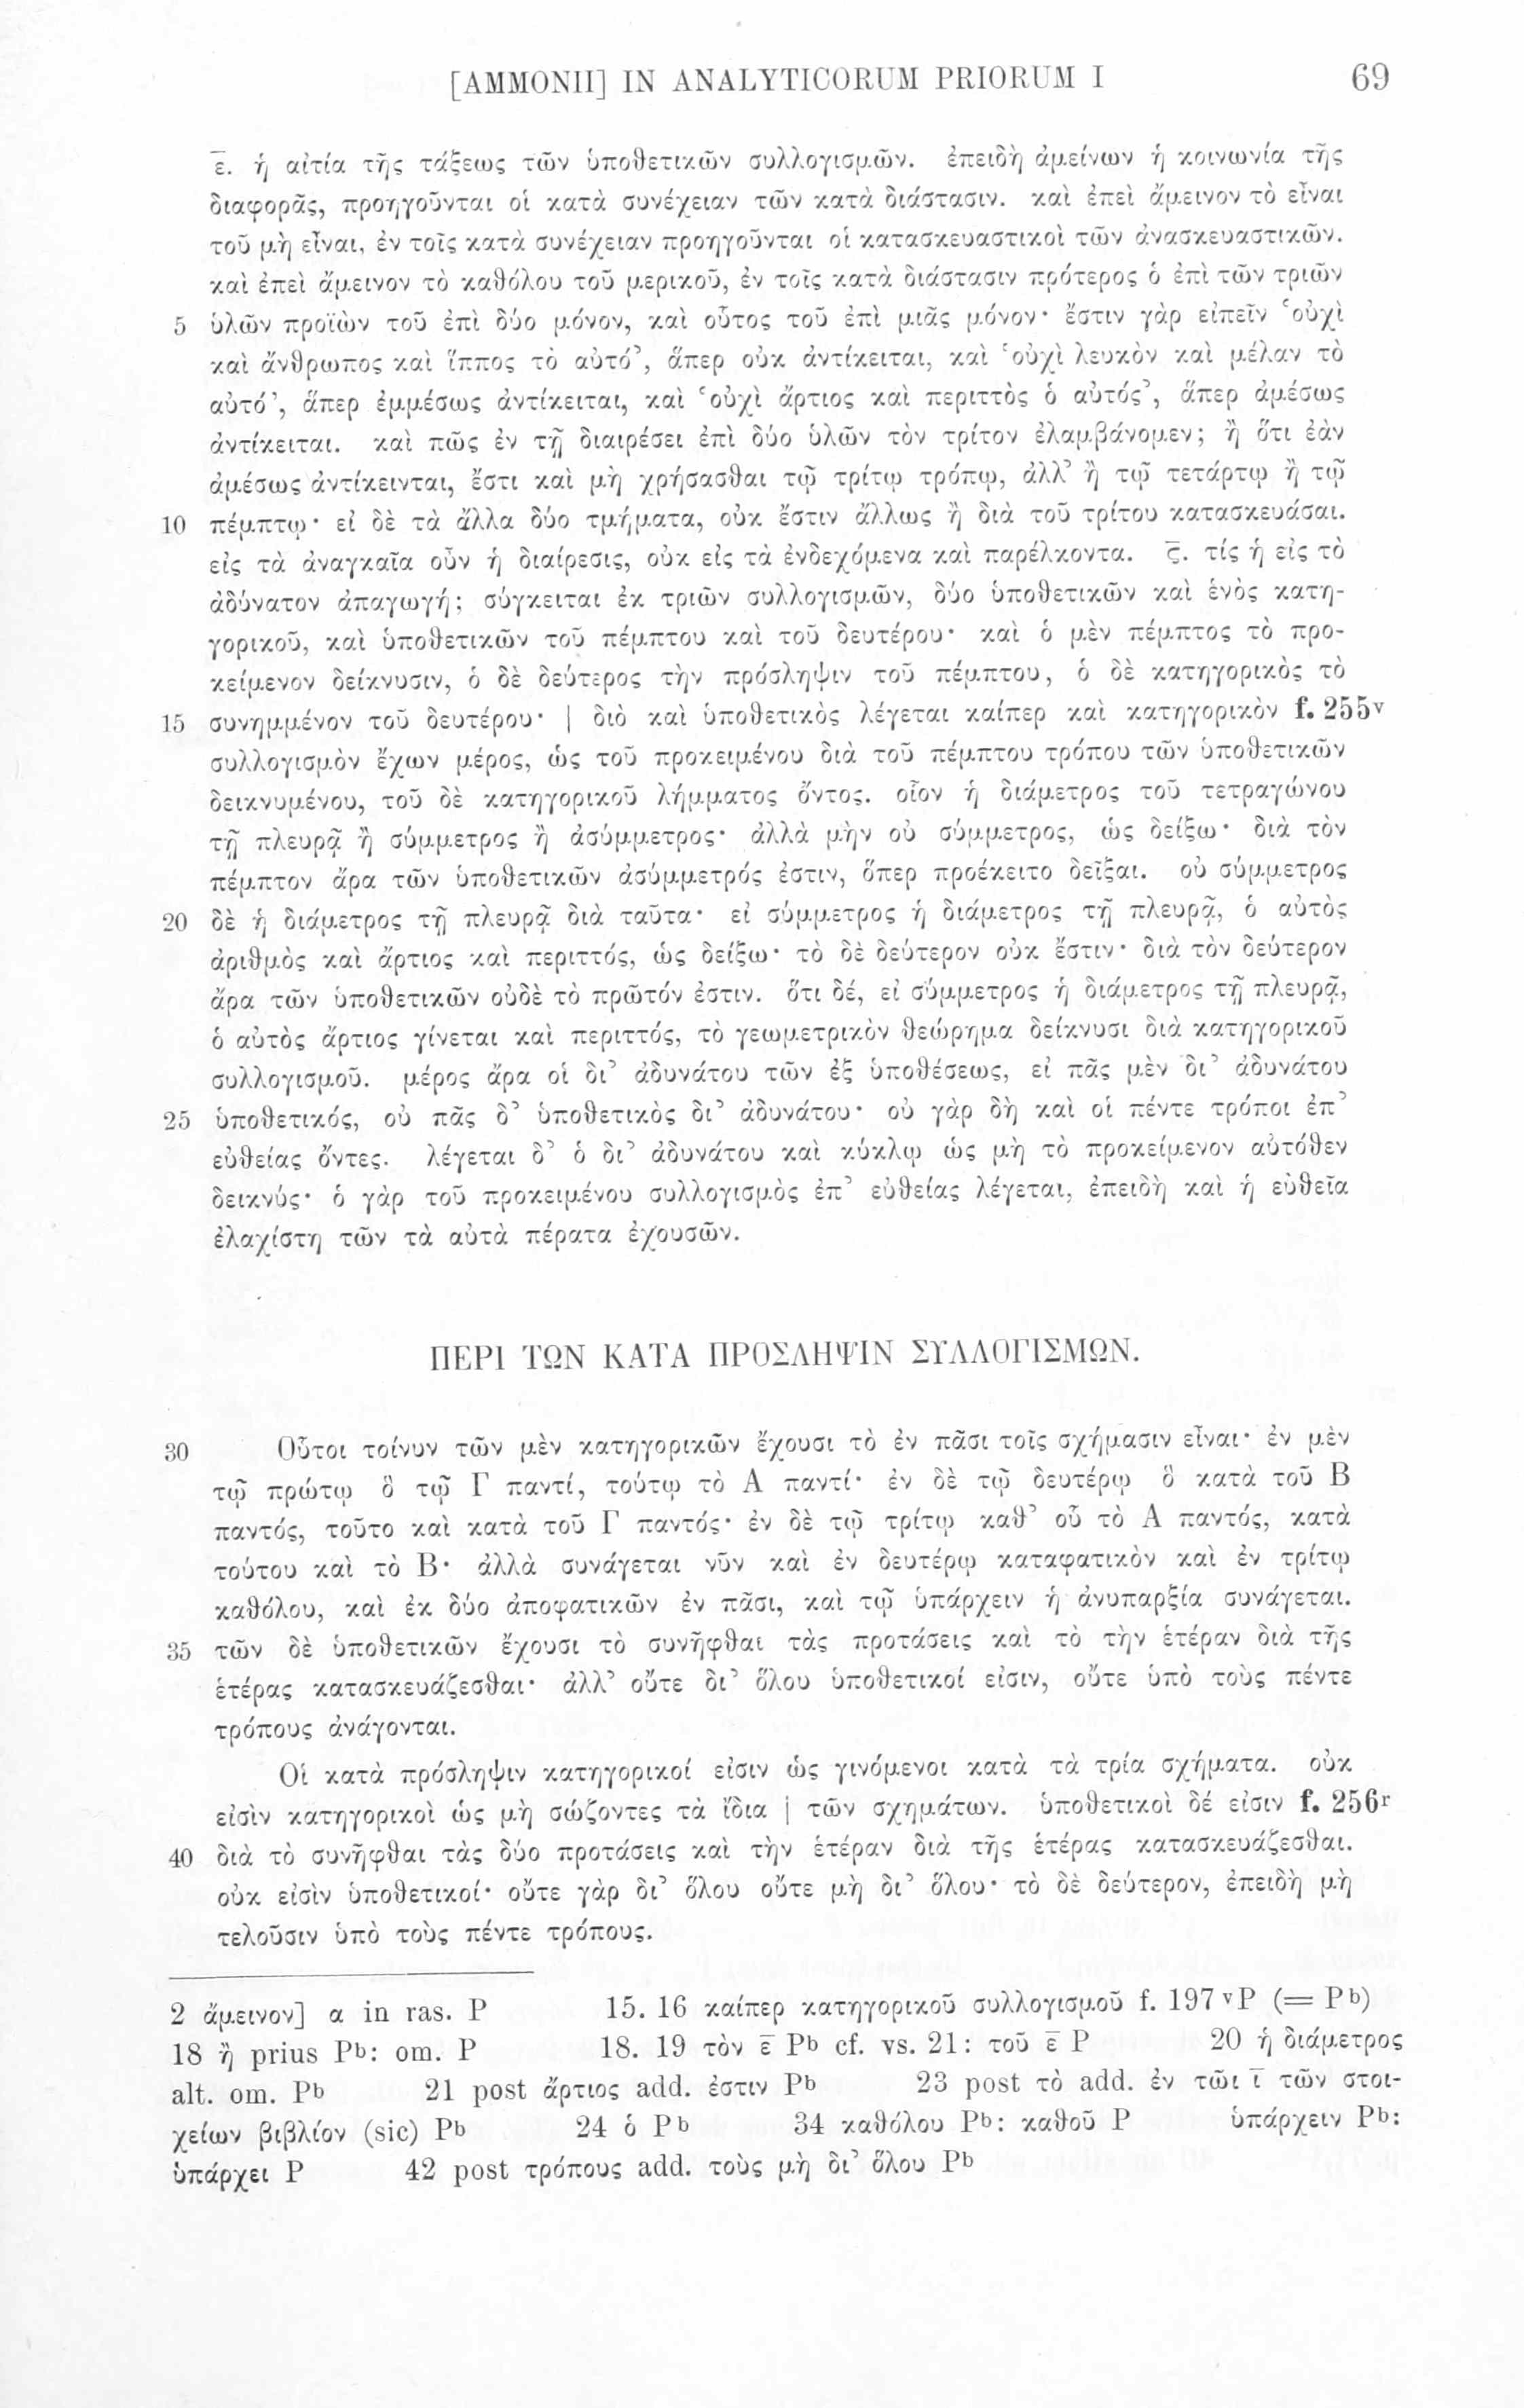 [AMMONII] IN ANALYTICORUM PRIORUM I 69
ε̄. ἡ αἰτία τῆς τάξεως τῶν ὑποθετικῶν συλλογισμῶν. ἐπειδὴ ἀμείνων ἡ κοινωνία τῆς
διαφορᾶς, προηγοῦνται οἱ κατὰ συνέχειαν τῶν κατὰ διάστασιν. καὶ ἐπεὶ ἄμεινον τὸ εἶναι
τοῦ μὴ εἶναι, ἐν τοῖς κατὰ συνέχειαν προηγοῦνται οἱ κατασκευαστικοὶ τῶν ἀνασκευαστικῶν.
καὶ ἐπεὶ ἄμεινον τὸ καθόλου τοῦ μερικοῦ, ἐν τοῖς κατὰ διάστασιν πρότερος ὁ ἐπὶ τῶν τριῶν
5 ὑλῶν προϊὼν τοῦ ἐπὶ δύο μόνον, καὶ οὗτος τοῦ ἐπὶ μιᾶς μόνον· ἔστιν γὰρ εἰπεῖν ‘οὐχὶ
καὶ ἄνθρωπος καὶ ἵππος τὸ αὐτό’, ἅπερ οὐκ ἀντίκειται, καὶ ‘οὐχὶ λευκὸν καὶ μέλαν τὸ
αὐτό’, ἅπερ ἐμμέσως ἀντίκειται, καὶ ‘οὐχὶ ἄρτιος καὶ περιττὸς ὁ αὐτός’, ἅπερ ἀμέσως
ἀντίκειται. καὶ πῶς ἐν τῇ διαιρέσει ἐπὶ δύο ὑλῶν τὸν τρίτον ἐλαμβάνομεν; ἢ ὅτι ἐὰν
ἀμέσως ἀντίκεινται, ἔστι καὶ μὴ χρήσασθαι τῷ τρίτῳ τρόπῳ, ἀλλ’ ἢ τῷ τετάρτῳ ἢ τῷ
10 πέμπτῳ· εἰ δὲ τὰ ἄλλα δύο τμήματα, οὐκ ἔστιν ἄλλως ἢ διὰ τοῦ τρίτου κατασκευάσαι.
εἰς τὰ ἀναγκαῖα οὖν ἡ διαίρεσις, οὐκ εἰς τὰ ἐνδεχόμενα καὶ παρέλκοντα. ϛ̄. τίς ἡ εἰς τὸ
ἀδύνατον ἀπαγωγή; σύγκειται ἐκ τριῶν συλλογισμῶν, δύο ὑποθετικῶν καὶ ἑνὸς κατη-
γορικοῦ, καὶ ὑποθετικῶν τοῦ πέμπτου καὶ τοῦ δευτέρου· καὶ ὁ μὲν πέμπτος τὸ προ-
κείμενον δείκνυσιν, ὁ δὲ δεύτερος τὴν πρόσληψιν τοῦ πέμπτου, ὁ δὲ κατηγορικὸς τὸ
15 συνημμένον τοῦ δευτέρου· | διὸ καὶ ὑποθετικὸς λέγεται καίπερ καὶ κατηγορικὸν f. 255v
συλλογισμὸν ἔχων μέρος, ὡς τοῦ προκειμένου διὰ τοῦ πέμπτου τρόπου τῶν ὑποθετικῶν
δεικνυμένου, τοῦ δὲ κατηγορικοῦ λήμματος ὄντος. οἷον ἡ διάμετρος τοῦ τετραγώνου
τῇ πλευρᾷ ἢ σύμμετρος ἢ ἀσύμμετρος· ἀλλὰ μὴν οὐ σύμμετρος, ὡς δείξω· διὰ τὸν
πέμπτον ἄρα τῶν ὑποθετικῶν ἀσύμμετρός ἐστιν, ὅπερ προέκειτο δεῖξαι. οὐ σύμμετρος
20 δὲ ἡ διάμετρος τῇ πλευρᾷ διὰ ταῦτα· εἰ σύμμετρος ἡ διάμετρος τῇ πλευρᾷ, ὁ αὐτὸς
ἀριθμὸς καὶ ἄρτιος καὶ περιττός, ὡς δείξω· τὸ δὲ δεύτερον οὐκ ἔστιν· διὰ τὸν δεύτερον
ἄρα τῶν ὑποθετικῶν οὐδὲ τὸ πρῶτόν ἐστιν. ὅτι δέ, εἰ σύμμετρος ἡ διάμετρος τῇ πλευρᾷ,
ὁ αὐτὸς ἄρτιος γίνεται καὶ περιττός, τὸ γεωμετρικὸν θεώρημα δείκνυσι διὰ κατηγορικοῦ
συλλογισμοῦ. μέρος ἄρα οἱ δι’ ἀδυνάτου τῶν ἐξ ὑποθέσεως, εἰ πᾶς μὲν δι’ ἀδυνάτου
25 ὑποθετικός, οὐ πᾶς δ’ ὑποθετικὸς δι’ ἀδυνάτου· οὐ γὰρ δὴ καὶ οἱ πέντε τρόποι ἐπ’
εὐθείας ὄντες. λέγεται δ’ ὁ δι’ ἀδυνάτου καὶ κύκλῳ ὡς μὴ τὸ προκείμενον αὐτόθεν
δεικνύς· ὁ γὰρ τοῦ προκειμένου συλλογισμὸς ἐπ’ εὐθείας λέγεται, ἐπειδὴ καὶ ἡ εὐθεῖα
ἐλαχίστη τῶν τὰ αὐτὰ πέρατα ἐχουσῶν.
ΠΕΡΙ ΤΩΝ ΚΑΤΑ ΠΡΟΣΛΗΨΙΝ ΣΥΛΛΟΓΙΣΜΩΝ.
30 Οὗτοι τοίνυν τῶν μὲν κατηγορικῶν ἔχουσι τὸ ἐν πᾶσι τοῖς σχήμασιν εἶναι· ἐν μὲν
τῷ πρώτῳ ὃ τῷ Γ παντί, τούτῳ τὸ Α παντί· ἐν δὲ τῷ δευτέρῳ ὃ κατὰ τοῦ Β
παντός, τοῦτο καὶ κατὰ τοῦ Γ παντός· ἐν δὲ τῷ τρίτῳ καθ’ οὗ τὸ Α παντός, κατὰ
τούτου καὶ τὸ Β· ἀλλὰ συνάγεται νῦν καὶ ἐν δευτέρῳ καταφατικὸν καὶ ἐν τρίτῳ
καθόλου, καὶ ἐκ δύο ἀποφατικῶν ἐν πᾶσι, καὶ τῷ ὑπάρχειν ἡ ἀνυπαρξία συνάγεται.
35 τῶν δὲ ὑποθετικῶν ἔχουσι τὸ συνῆφθαι τὰς προτάσεις καὶ τὸ τὴν ἑτέραν διὰ τῆς
ἑτέρας κατασκευάζεσθαι· ἀλλ’ οὔτε δι’ ὅλου ὑποθετικοί εἰσιν, οὔτε ὑπὸ τοὺς πέντε
τρόπους ἀνάγονται.
Οἱ κατὰ πρόσληψιν κατηγορικοί εἰσιν ὡς γινόμενοι κατὰ τὰ τρία σχήματα. οὐκ
εἰσὶν κατηγορικοὶ ὡς μὴ σώζοντες τὰ ἴδια | τῶν σχημάτων. ὑποθετικοὶ δέ εἰσιν f. 256r
40 διὰ τὸ συνῆφθαι τὰς δύο προτάσεις καὶ τὴν ἑτέραν διὰ τῆς ἑτέρας κατασκευάζεσθαι.
οὐκ εἰσὶν ὑποθετικοί· οὔτε γὰρ δι’ ὅλου οὔτε μὴ δι’ ὅλου· τὸ δὲ δεύτερον, ἐπειδὴ μὴ
τελοῦσιν ὑπὸ τοὺς πέντε τρόπους.
2 ἄμεινον] α in ras. P 15. 16 καίπερ κατηγορικοῦ συλλογισμοῦ f. 197v P (= Pb)
18 ἢ prius Pb: om. P 18. 19 τὸν ε̄ Pb cf. vs. 21: τοῦ ε̄ P 20 ἡ διάμετρος
alt. om. Pb 21 post ἄρτιος add. ἐστιν Pb 23 post τὸ add. ἐν τῶι ῑ τῶν στοι-
χείων βιβλίον (sic) Pb 24 ὁ Pb 34 καθόλου Pb: καθοῦ P ὑπάρχειν Pb:
ὑπάρχει P 42 post τρόπους add. τοὺς μὴ δι’ ὅλου Pb